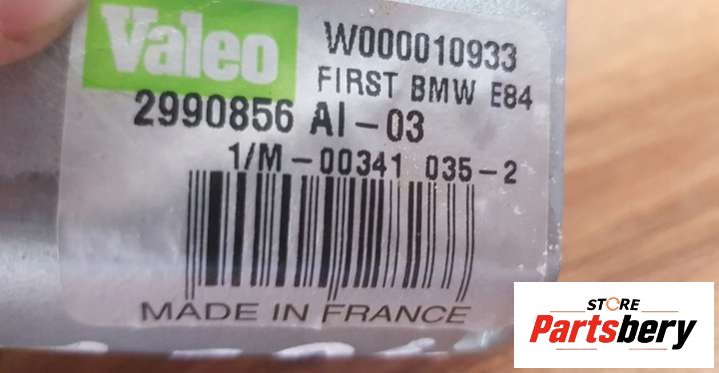 Valeo
W000010933
FIRST BMW E84
2990856 AI-03
1/M-00341 035-2
MADE IN FRANCE
STORE
Partsbery